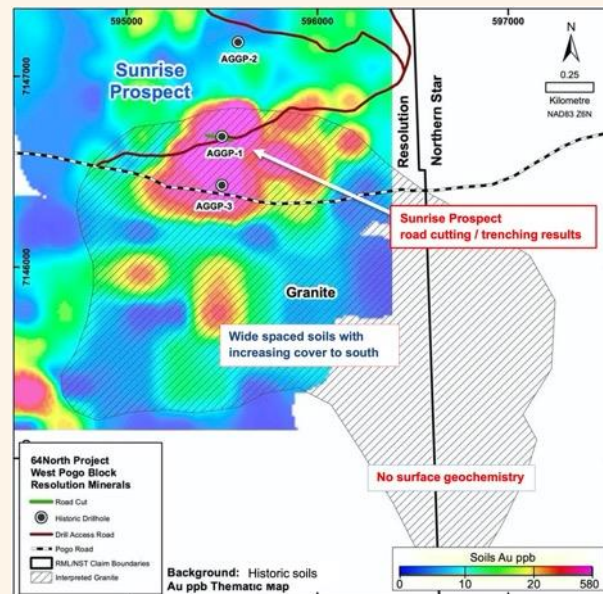 595000
596000
597000
7147000
7146000
Sunrise
Prospect
AGGP-2
AGGP-1
AGGP-3
N
0.25
Kilometre
NAD83 Z6N
Resolution
Northern Star
Sunrise Prospect
road cutting / trenching results
Granite
Wide spaced soils with
increasing cover to south
No surface geochemistry
64North Project
West Pogo Block
Resolution Minerals
Road Cut
Historic Drillhole
Drill Access Road
Pogo Road
RML/NST Claim Boundaries
Interpreted Granite
Background: Historic soils
Au ppb Thematic Map
Soils Au ppb
0 10 20 580